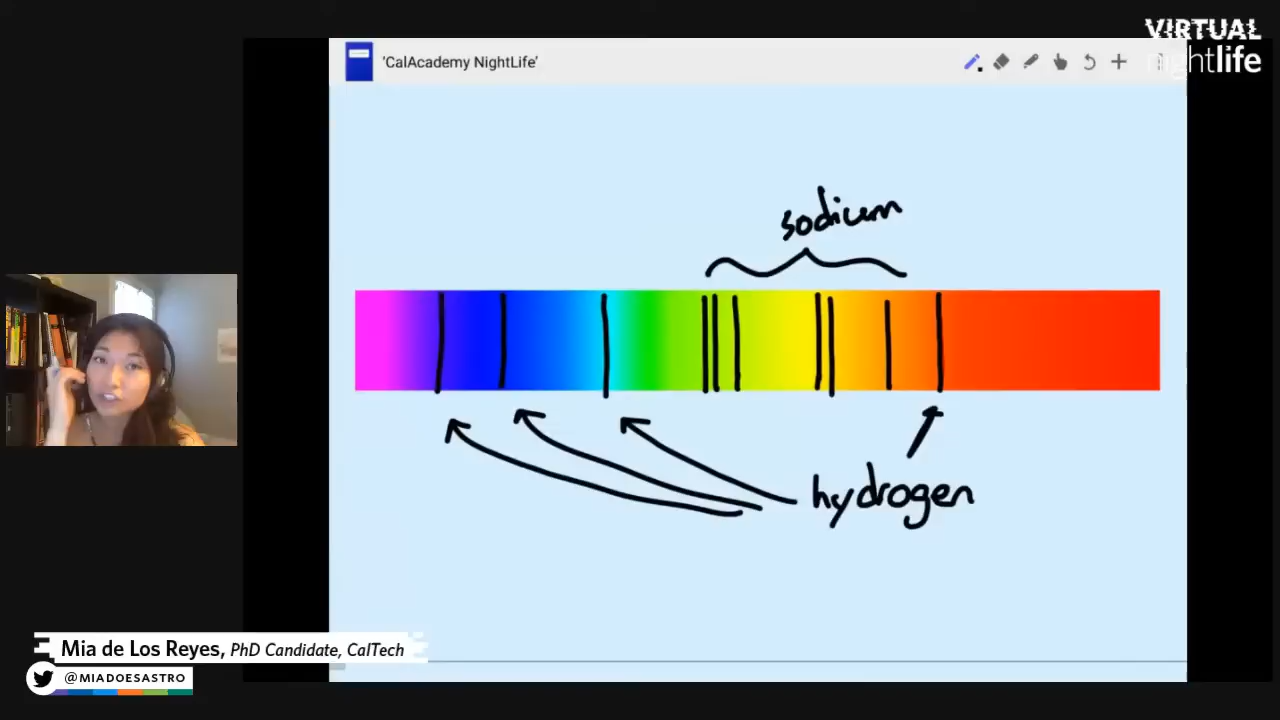 VIRTUAL
nightlife
'CalAcademy NightLife'
sodium
hydrogen
Mia de Los Reyes, PhD Candidate, CalTech
@MIADOESASTRO